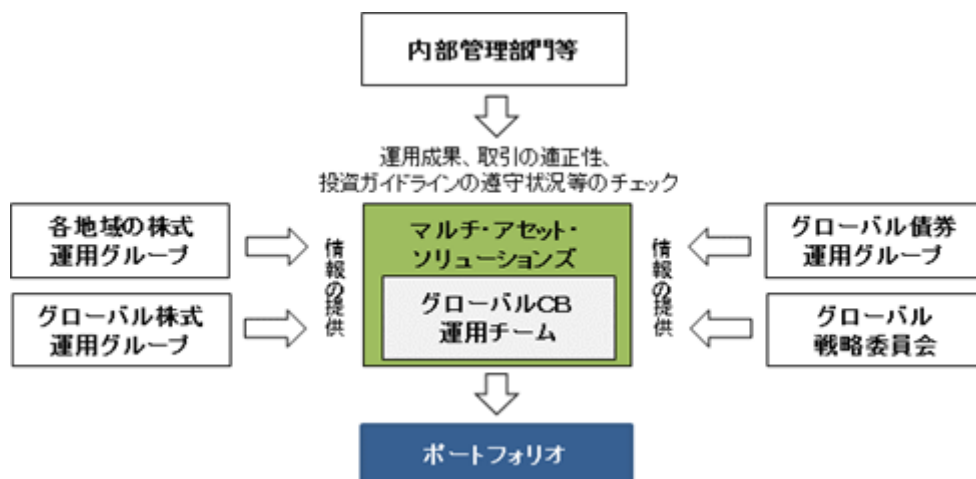 内部管理部門等
運用成果、取引の適正性、
投資ガイドラインの遵守状況等のチェック
各地域の株式
運用グループ
グローバル株式
運用グループ
情報の提供
マルチ・アセット・
ソリューションズ
グローバルCB
運用チーム
情報の提供
グローバル債券
運用グループ
グローバル
戦略委員会
ポートフォリオ